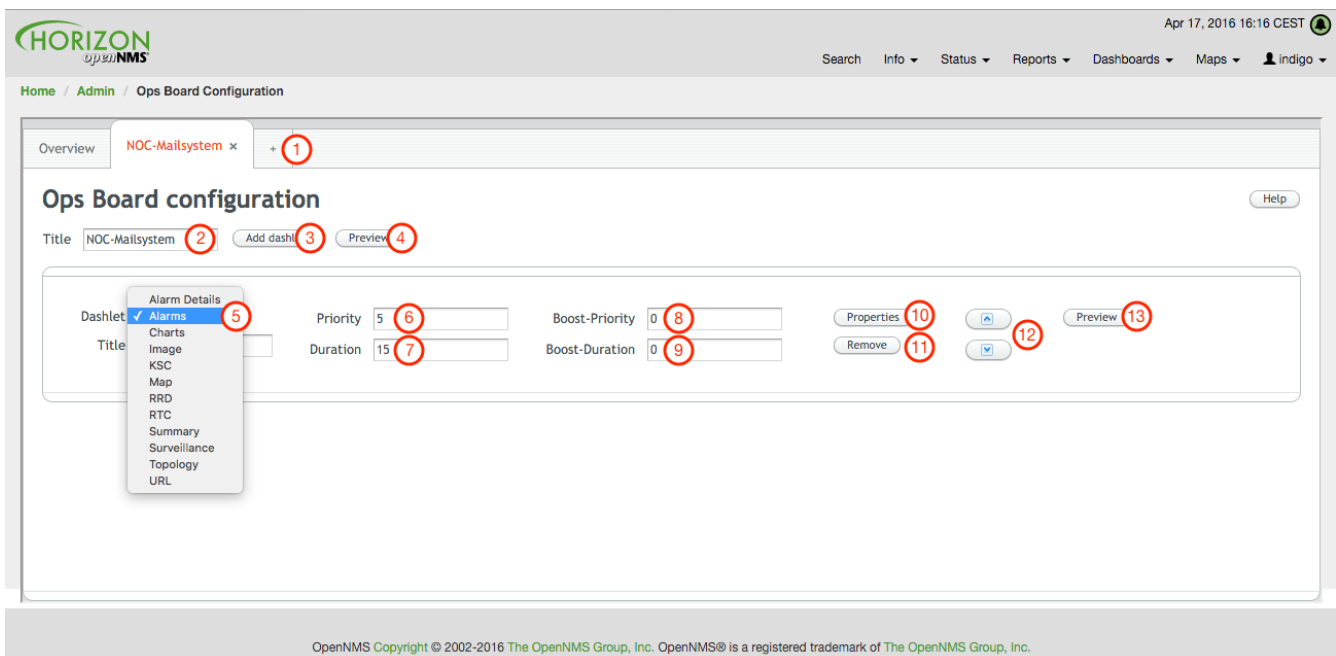 Apr 17, 2016 16:16 CEST
HORIZON
openNMS
Search Info Status Reports Dashboards Maps indigo
Home / Admin / Ops Board Configuration
Overview NOC-Mailsystem × + 1
Ops Board configuration
Help
Title NOC-Mailsystem 2 Add dashl 3 Preview 4
Alarm Details
Dashlet ✓ Alarms 5 Priority 5 6 Boost-Priority 0 8 Properties 10 Preview 13
Charts
12
Title Image Duration 15 7 Boost-Duration 0 9 Remove 11
KSC
Map
RRD
RTC
Summary
Surveillance
Topology
URL
OpenNMS Copyright © 2002-2016 The OpenNMS Group, Inc. OpenNMS® is a registered trademark of The OpenNMS Group, Inc.